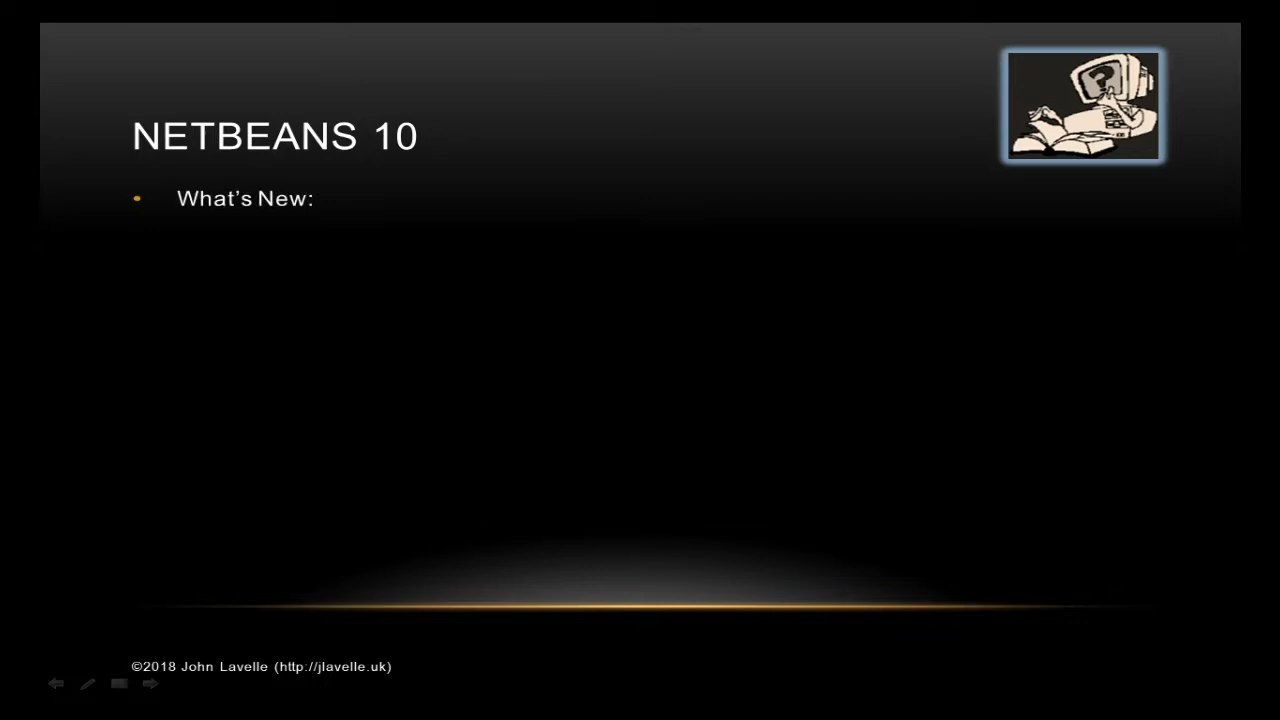 NETBEANS 10
• What’s New:
©2018 John Lavelle (http://jlavelle.uk)